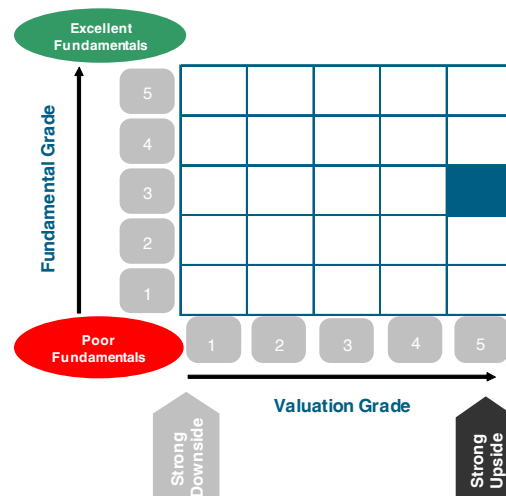 Excellent
Fundamentals
Fundamental Grade
5
4
3
2
1
Poor
Fundamentals
1
2
3
4
5
Valuation Grade
Strong
Downside
Strong
Upside